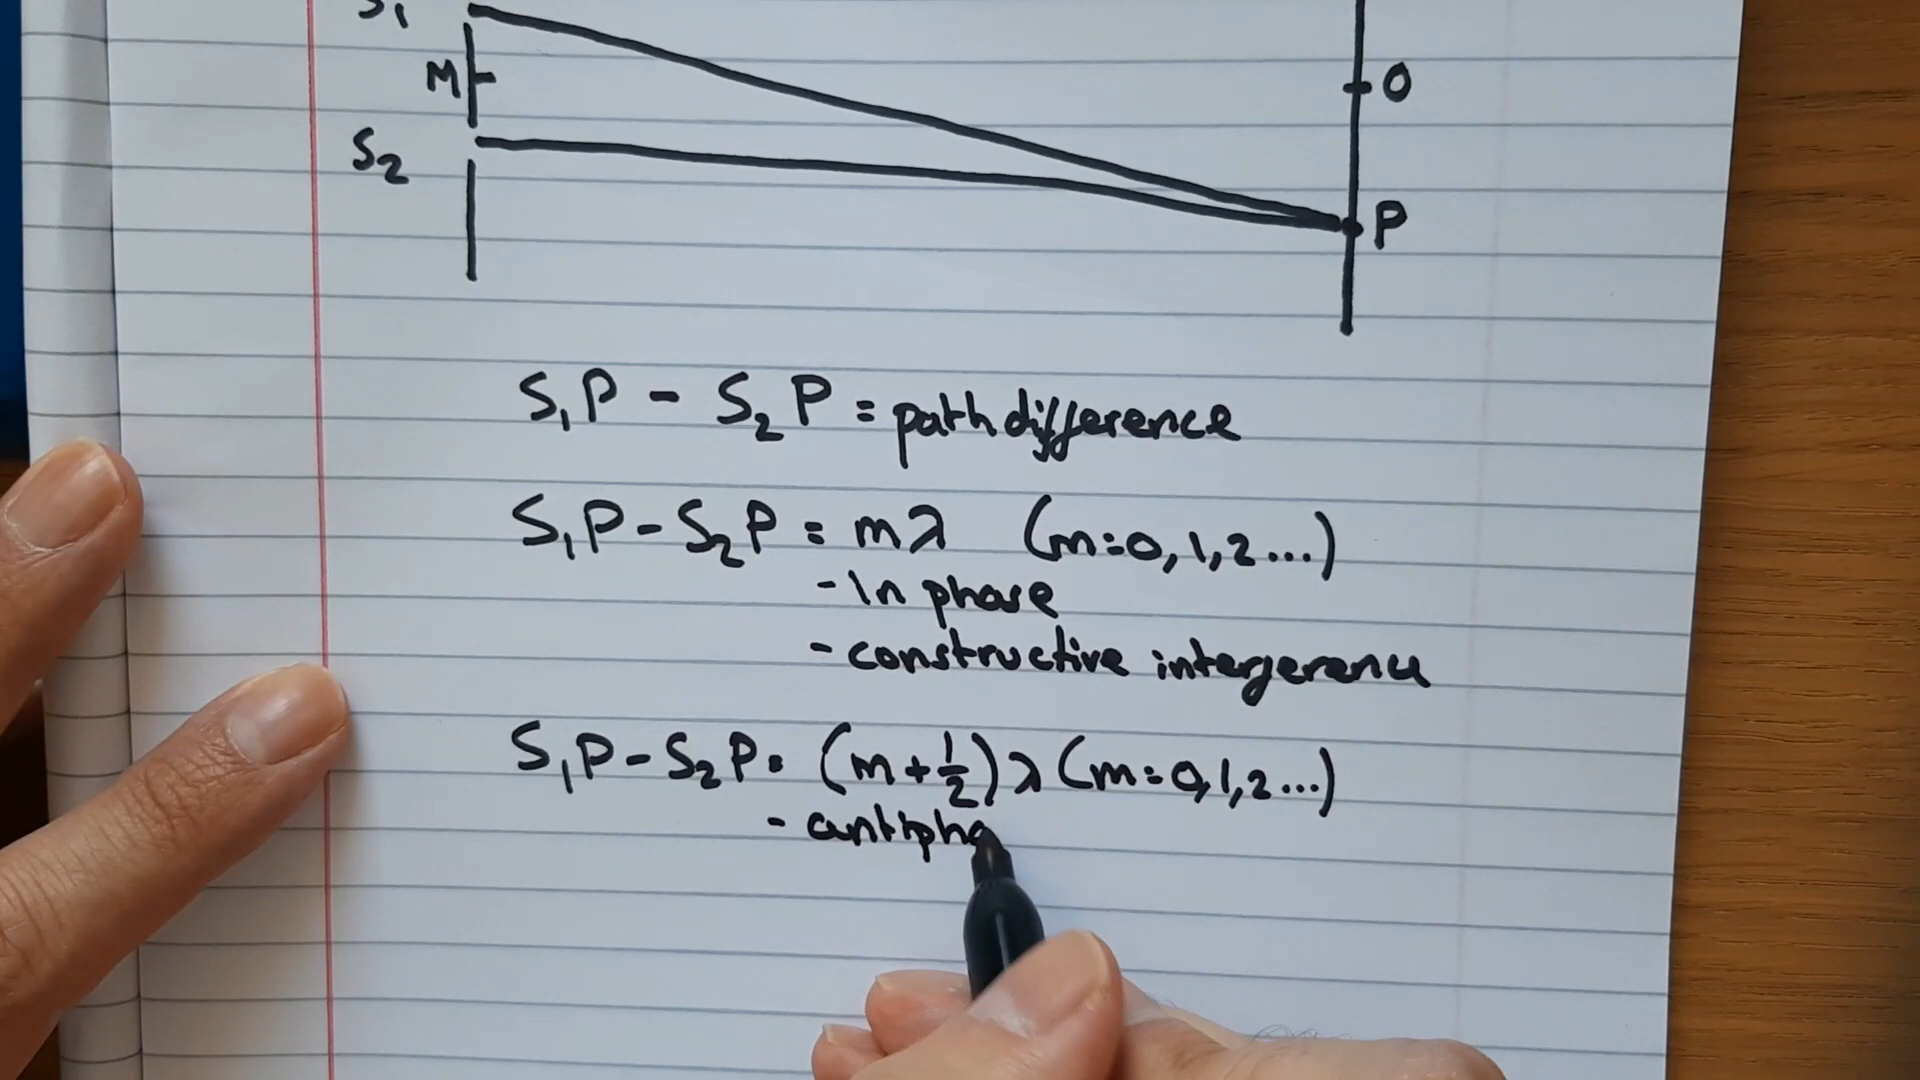 S₁
M
O
S₂
P
S₁P - S₂P = path difference
S₁P - S₂P = mλ (m=0, 1, 2 ...)
- In phase
- constructive interference
S₁P - S₂P = (m + 1/2) λ (m=0, 1, 2 ...)
- antipha